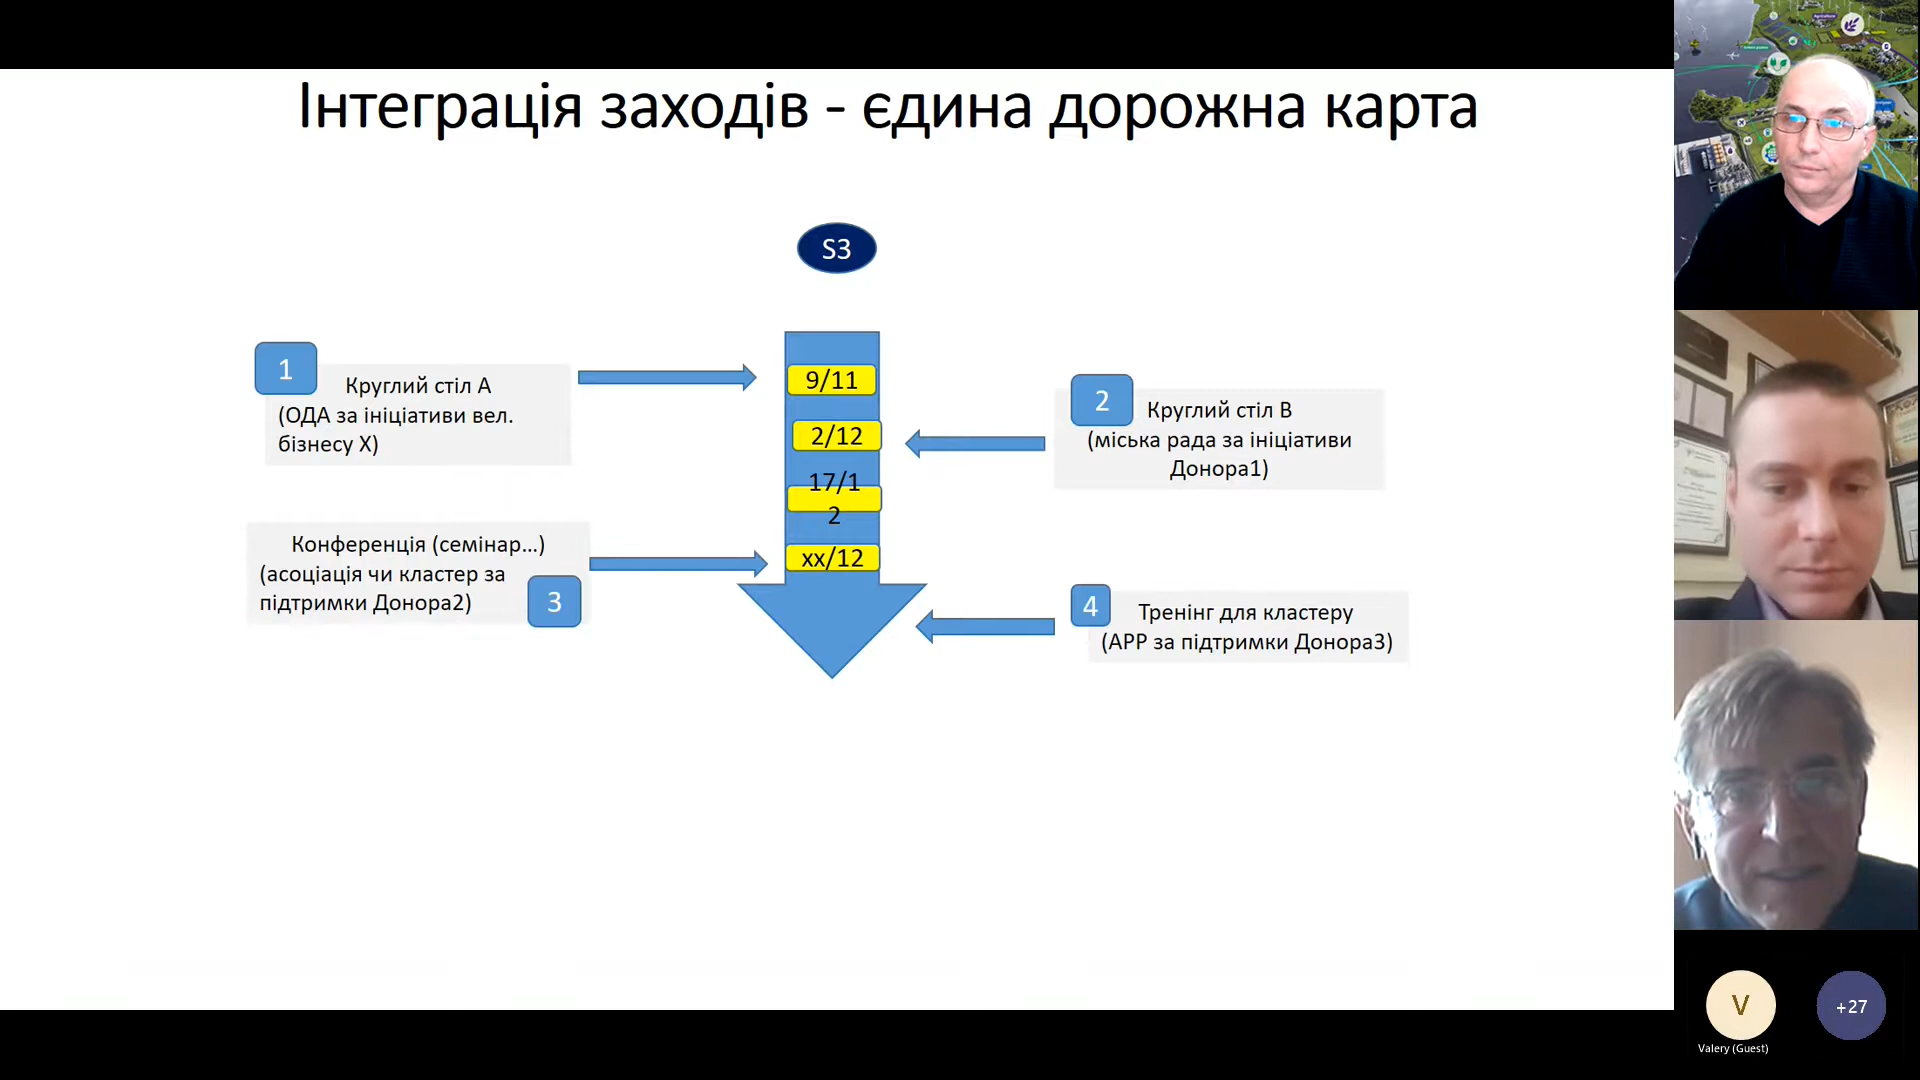 Інтеграція заходів - єдина дорожна карта
S3
1
Круглий стіл А
(ОДА за ініціативи вел.
бізнесу Х)
9/11
2/12
17/1
2
xx/12
2
Круглий стіл В
(міська рада за ініціативи
Донора1)
Конференція (семінар...)
(асоціація чи кластер за
підтримки Донора2)
3
4
Тренінг для кластеру
(АРР за підтримки Донора3)
V
Valery (Guest)
+27